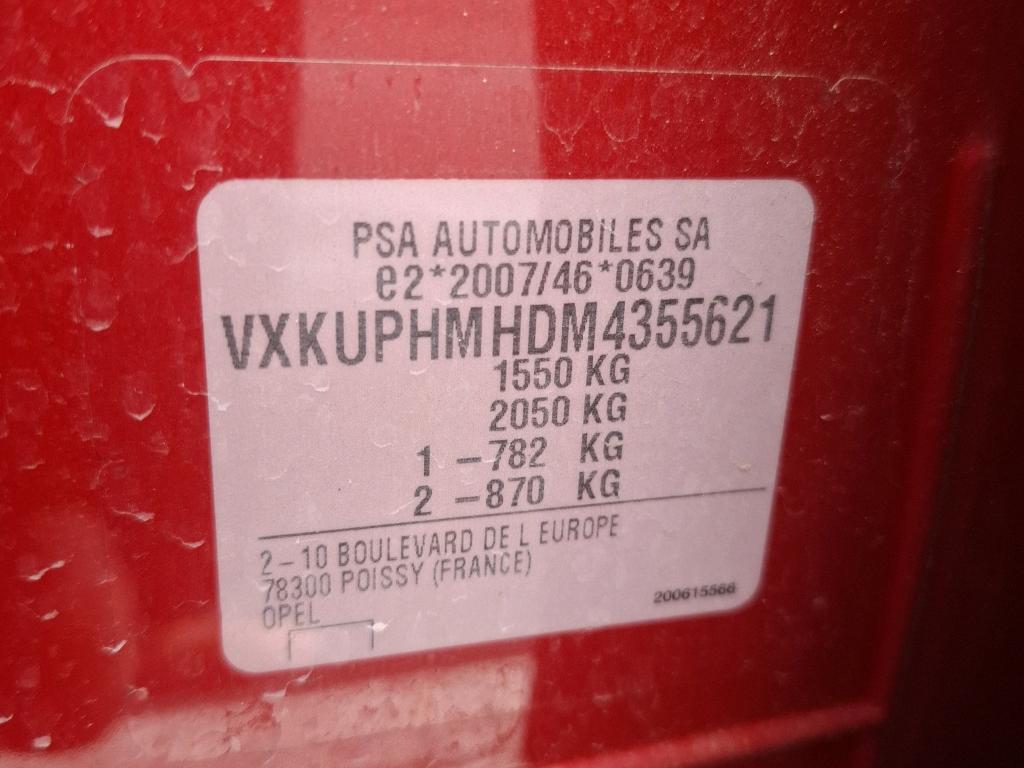 PSA AUTOMOBILES SA
e2*2007/46*0639
VXKUPHMHDM4355621
1550 KG
2050 KG
1 -782 KG
2 -870 KG
2-10 BOULEVARD DE L EUROPE
78300 POISSY (FRANCE)
OPEL
200615566